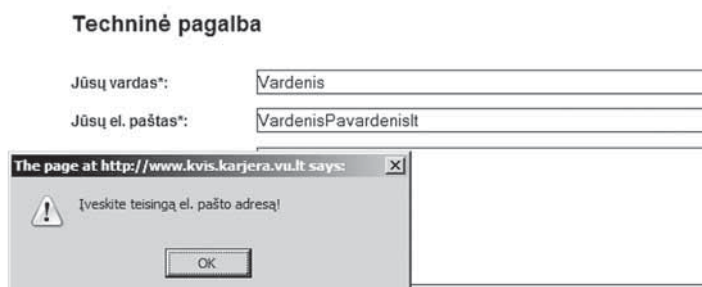 Techninė pagalba
Jūsų vardas*: Vardenis
Jūsų el. paštas*: VardenisPavardenislt
The page at http://www.kvis.karjera.vu.lt says:
Įveskite teisingą el. pašto adresą!
OK